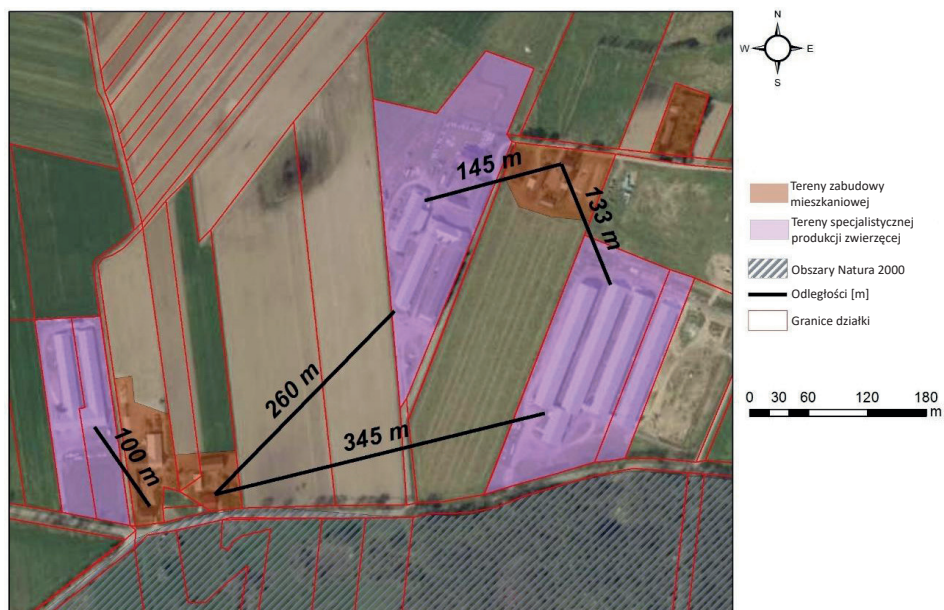 N
W E
S
145 m
133 m
260 m
345 m
100 m
Tereny zabudowy
mieszkaniowej
Tereny specjalistycznej
produkcji zwierzęcej
Obszary Natura 2000
Odległości [m]
Granice działki
0 30 60 120 180
m